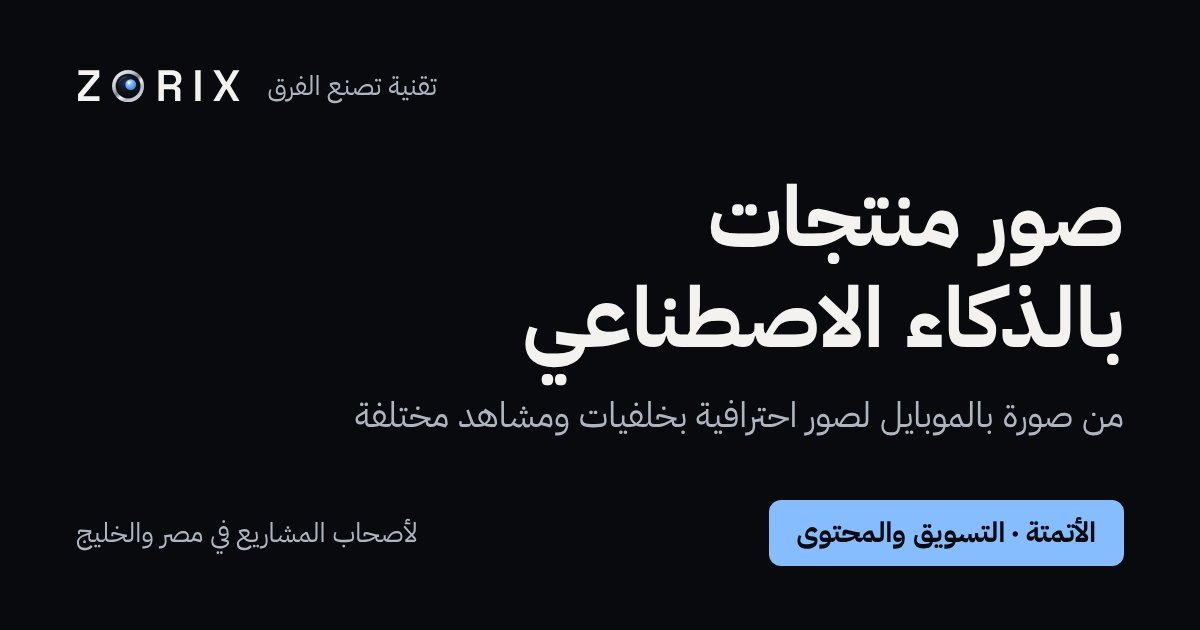 ZORIX تقنية تصنع الفرق
صور منتجات
بالذكاء الاصطناعي
من صورة بالموبايل لصور احترافية بخلفيات ومشاهد مختلفة
الأتمتة · التسويق والمحتوى
لأصحاب المشاريع في مصر والخليج